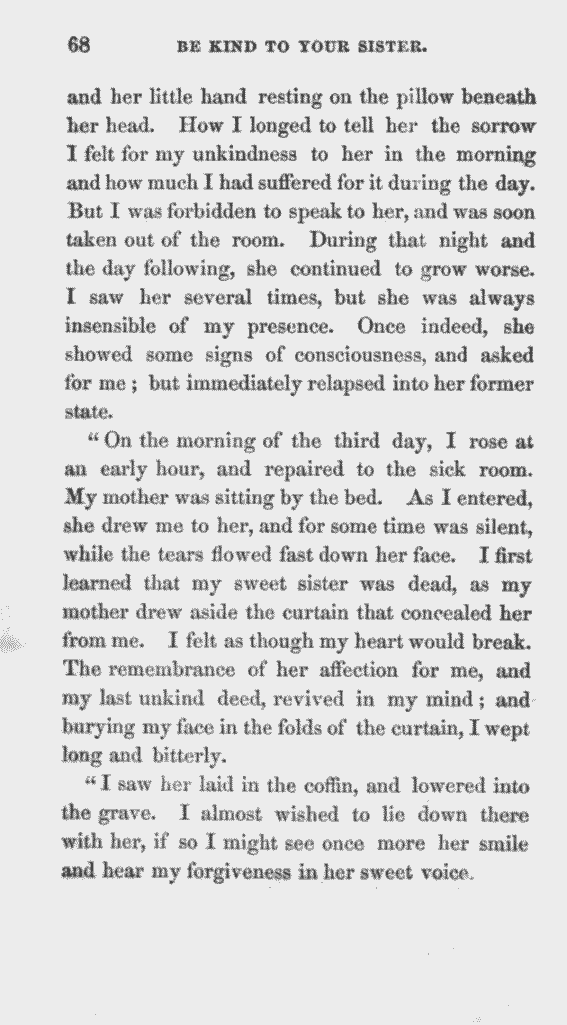 68 BE KIND TO YOUR SISTER.
and her little hand resting on the pillow beneath
her head. How I longed to tell her the sorrow
I felt for my unkindness to her in the morning
and how much I had suffered for it during the day.
But I was forbidden to speak to her, and was soon
taken out of the room. During that night and
the day following, she continued to grow worse.
I saw her several times, but she was always
insensible of my presence. Once indeed, she
showed some signs of consciousness, and asked
for me ; but immediately relapsed into her former
state.
“ On the morning of the third day, I rose at
an early hour, and repaired to the sick room.
My mother was sitting by the bed. As I entered,
she drew me to her, and for some time was silent,
while the tears flowed fast down her face. I first
learned that my sweet sister was dead, as my
mother drew aside the curtain that concealed her
from me. I felt as though my heart would break.
The remembrance of her affection for me, and
my last unkind deed, revived in my mind ; and
burying my face in the folds of the curtain, I wept
long and bitterly.
“ I saw her laid in the coffin, and lowered into
the grave. I almost wished to lie down there
with her, if so I might see once more her smile
and hear my forgiveness in her sweet voice.